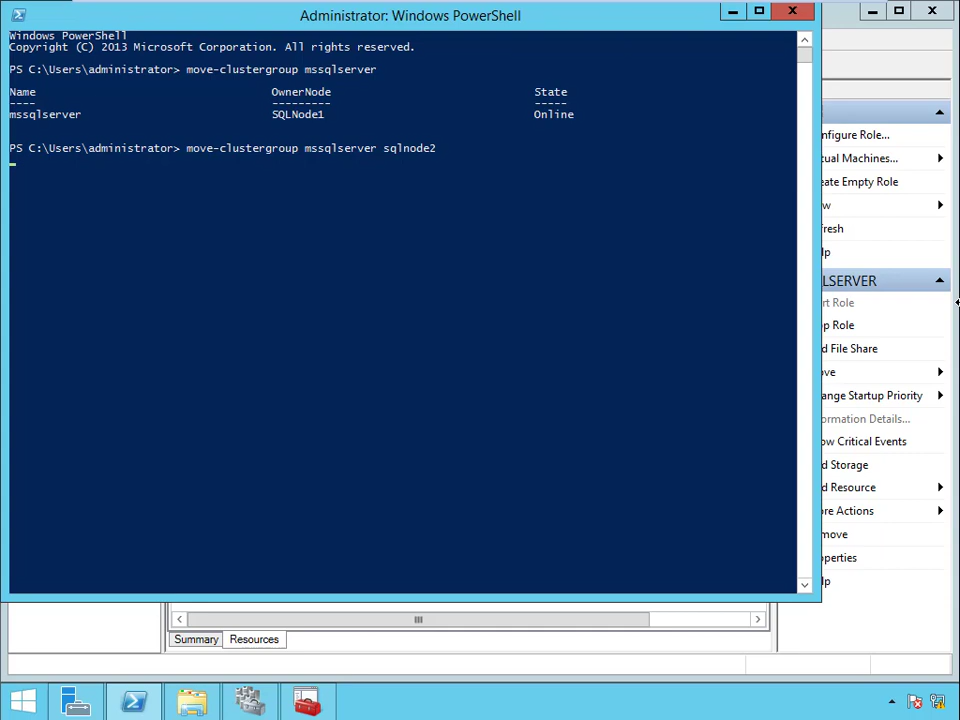 Administrator: Windows PowerShell
Windows PowerShell
Copyright (C) 2013 Microsoft Corporation. All rights reserved.
PS C:\Users\administrator> move-clustergroup mssqlserver
Name OwnerNode State
---- --------- -----
mssqlserver SQLNode1 Online
PS C:\Users\administrator> move-clustergroup mssqlserver sqlnode2
nfigure Role...
tual Machines...
eate Empty Role
w
fresh
lp
LSERVER
rt Role
p Role
d File Share
ve
ange Startup Priority
ormation Details...
ow Critical Events
d Storage
d Resource
re Actions
move
operties
lp
Summary Resources